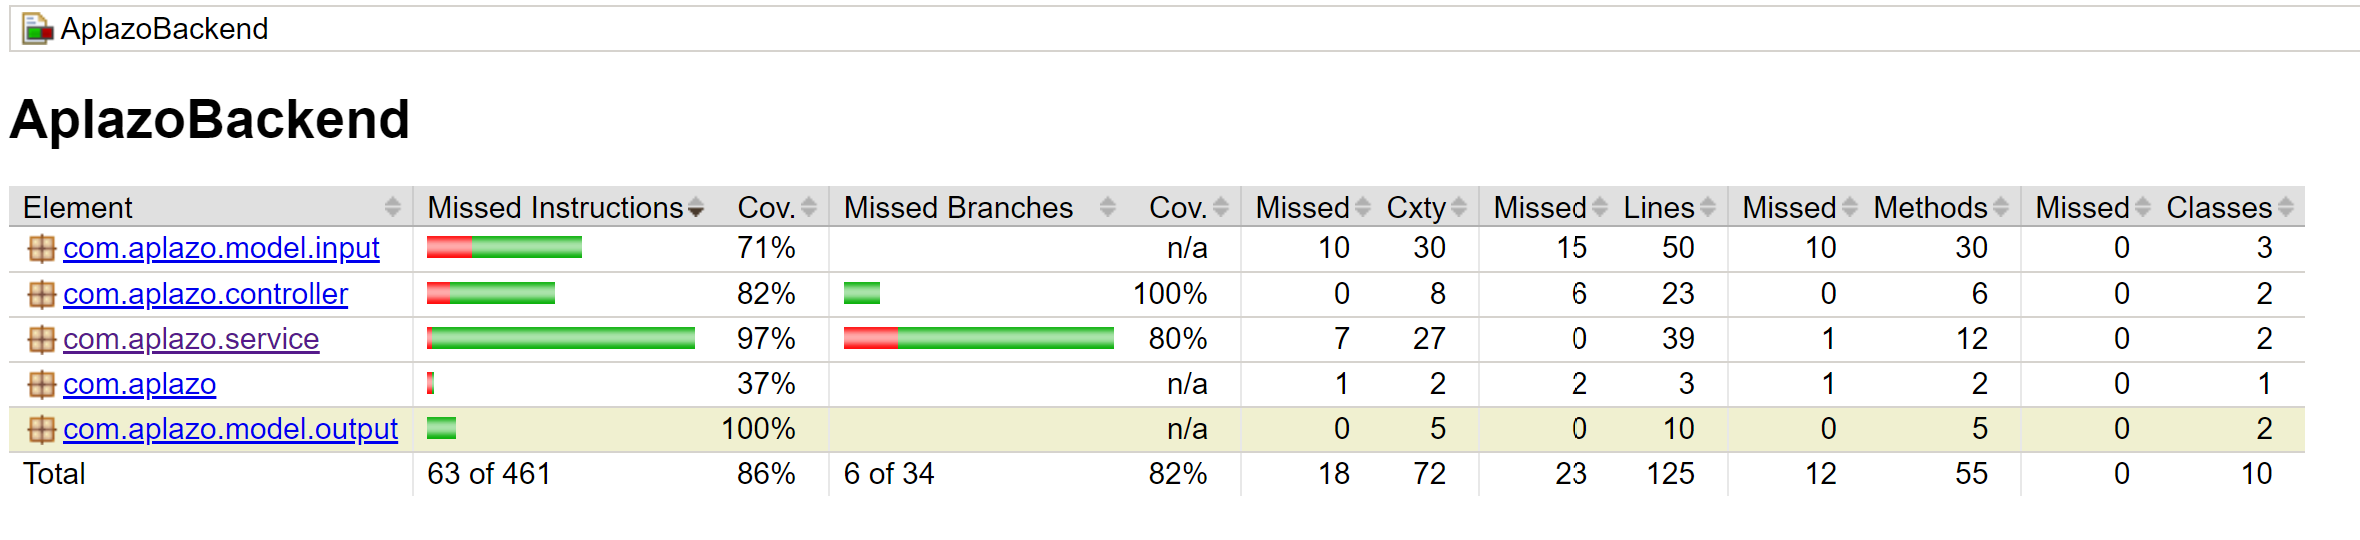 AplazoBackend
AplazoBackend
Element Missed Instructions Cov. Missed Branches Cov. Missed Cxty Missed Lines Missed Methods Missed Classes
com.aplazo.model.input 71% n/a 10 30 15 50 10 30 0 3
com.aplazo.controller 82% 100% 0 8 6 23 0 6 0 2
com.aplazo.service 97% 80% 7 27 0 39 1 12 0 2
com.aplazo 37% n/a 1 2 2 3 1 2 0 1
com.aplazo.model.output 100% n/a 0 5 0 10 0 5 0 2
Total 63 of 461 86% 6 of 34 82% 18 72 23 125 12 55 0 10